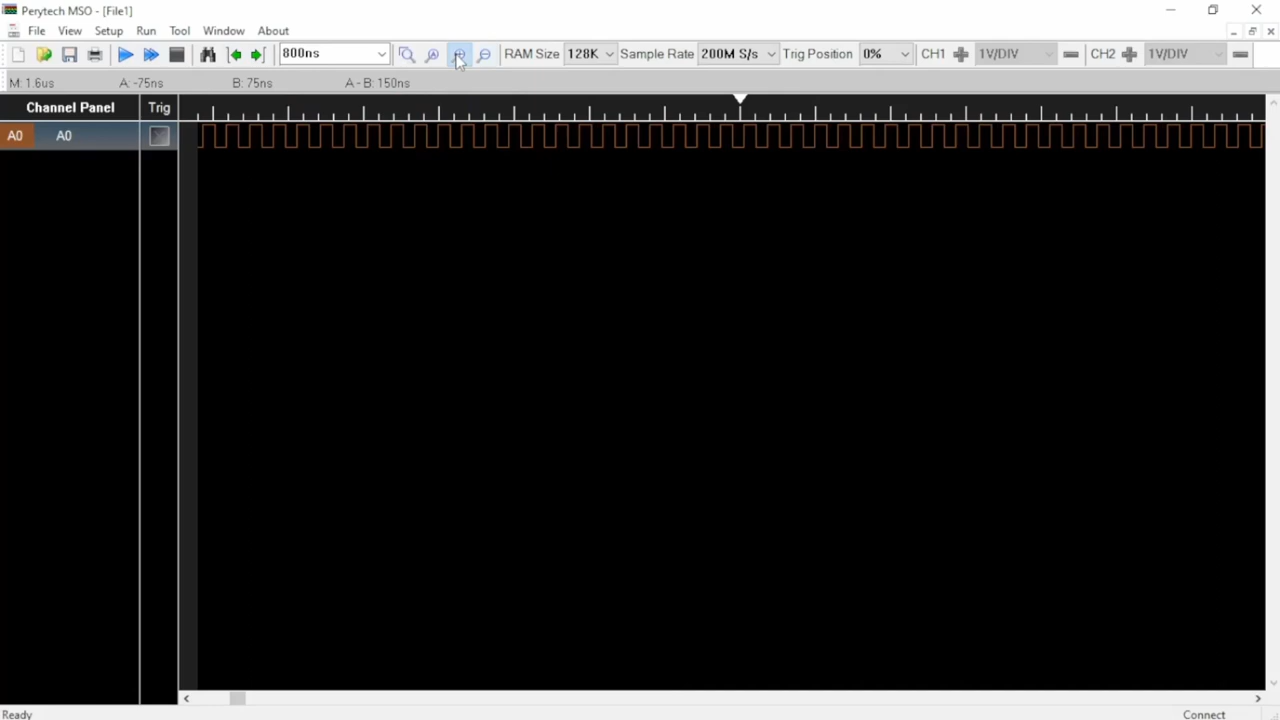 Perytech MSO - [File1]
File View Setup Run Tool Window About
800ns RAM Size 128K Sample Rate 200M S/s Trig Position 0% CH1 1V/DIV CH2 1V/DIV
M: 1.6us A: -75ns B: 75ns A - B: 150ns
Channel Panel Trig
A0 A0
Ready Connect